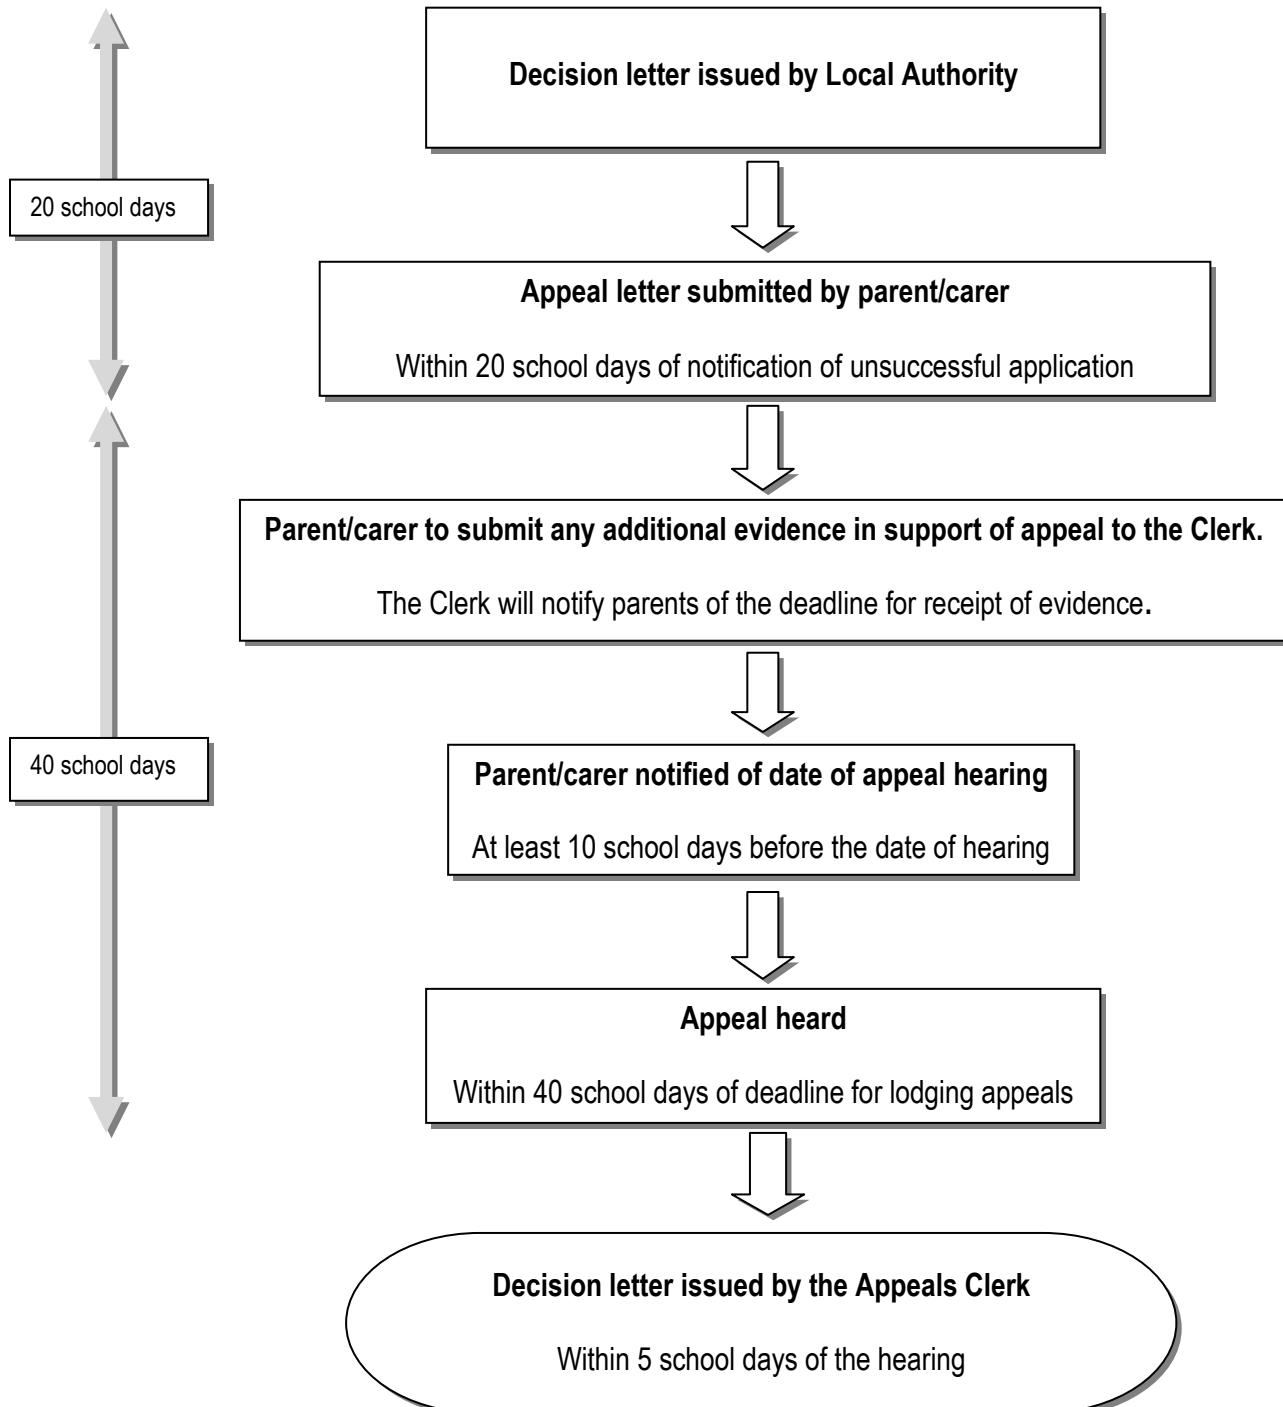 Decision letter issued by Local Authority
20 school days
Appeal letter submitted by parent/carer
Within 20 school days of notification of unsuccessful application
Parent/carer to submit any additional evidence in support of appeal to the Clerk.
The Clerk will notify parents of the deadline for receipt of evidence.
40 school days
Parent/carer notified of date of appeal hearing
At least 10 school days before the date of hearing
Appeal heard
Within 40 school days of deadline for lodging appeals
Decision letter issued by the Appeals Clerk
Within 5 school days of the hearing